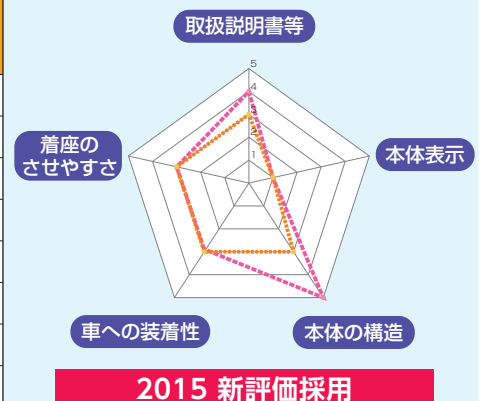 取扱説明書等
5
4
3
2
1
着座の
させやすさ
本体表示
車への装着性
本体の構造
2015 新評価採用